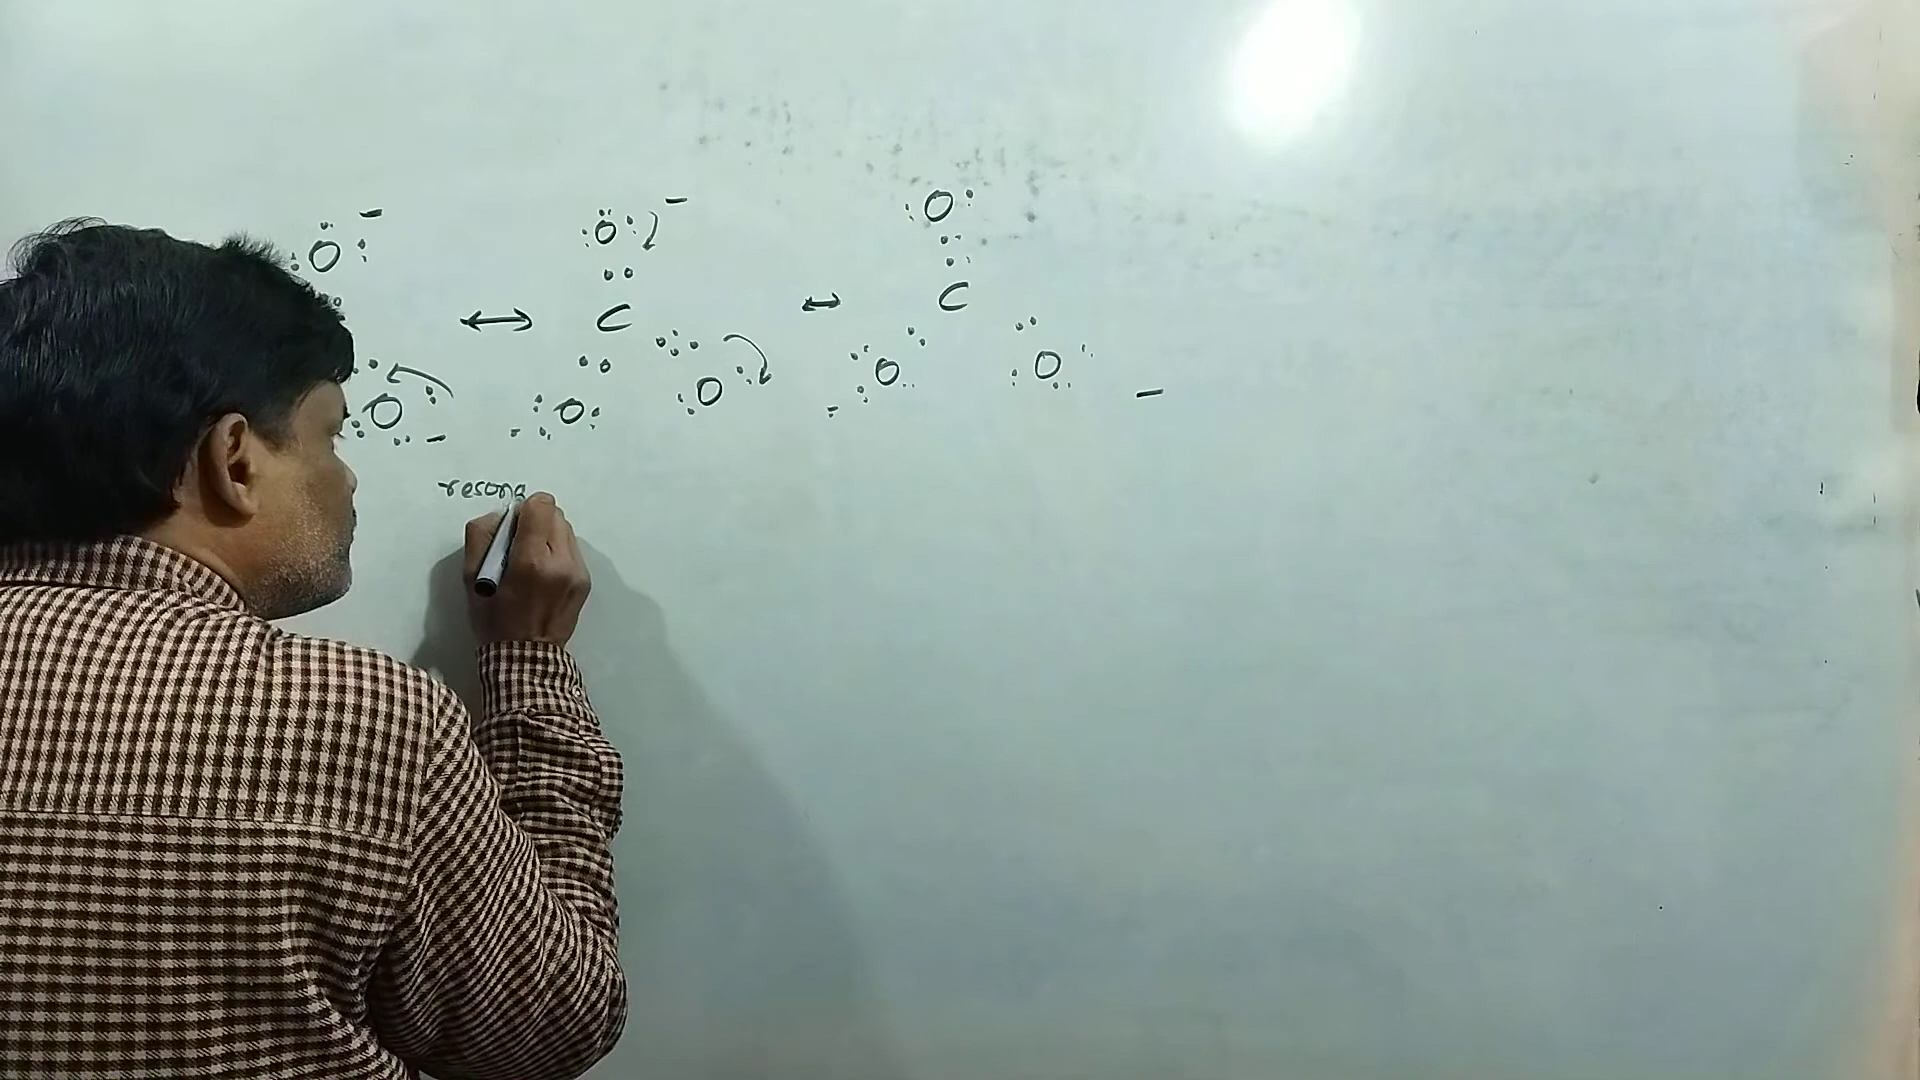 O − O − O
↔ C ↔ C
O O O O O −
− − −
resona